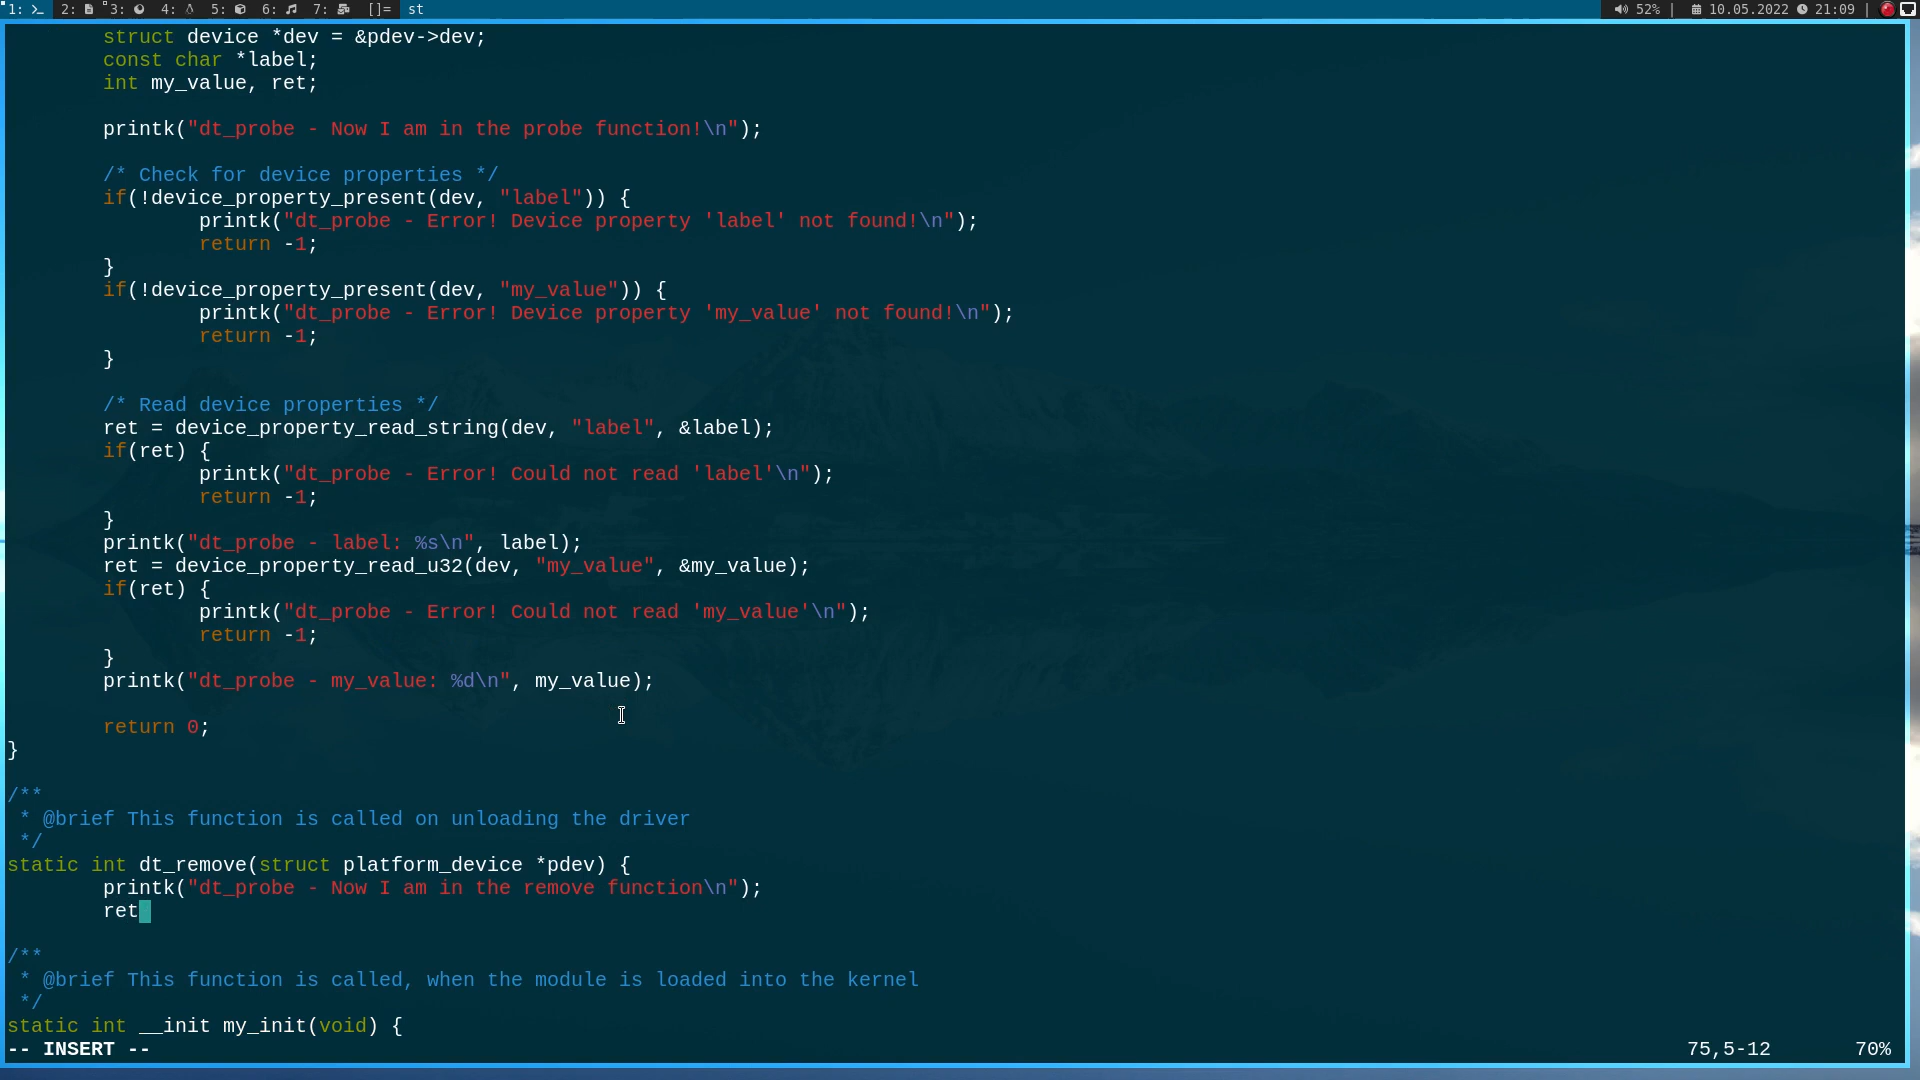 1: 2: 3: 4: 5: 6: 7: []= st 52% | 10.05.2022 21:09 |
struct device *dev = &pdev->dev;
const char *label;
int my_value, ret;
printk("dt_probe - Now I am in the probe function!\n");
/* Check for device properties */
if(!device_property_present(dev, "label")) {
printk("dt_probe - Error! Device property 'label' not found!\n");
return -1;
}
if(!device_property_present(dev, "my_value")) {
printk("dt_probe - Error! Device property 'my_value' not found!\n");
return -1;
}
/* Read device properties */
ret = device_property_read_string(dev, "label", &label);
if(ret) {
printk("dt_probe - Error! Could not read 'label'\n");
return -1;
}
printk("dt_probe - label: %s\n", label);
ret = device_property_read_u32(dev, "my_value", &my_value);
if(ret) {
printk("dt_probe - Error! Could not read 'my_value'\n");
return -1;
}
printk("dt_probe - my_value: %d\n", my_value);
return 0;
}
/**
* @brief This function is called on unloading the driver
*/
static int dt_remove(struct platform_device *pdev) {
printk("dt_probe - Now I am in the remove function\n");
ret
/**
* @brief This function is called, when the module is loaded into the kernel
*/
static int __init my_init(void) {
-- INSERT -- 75,5-12 70%